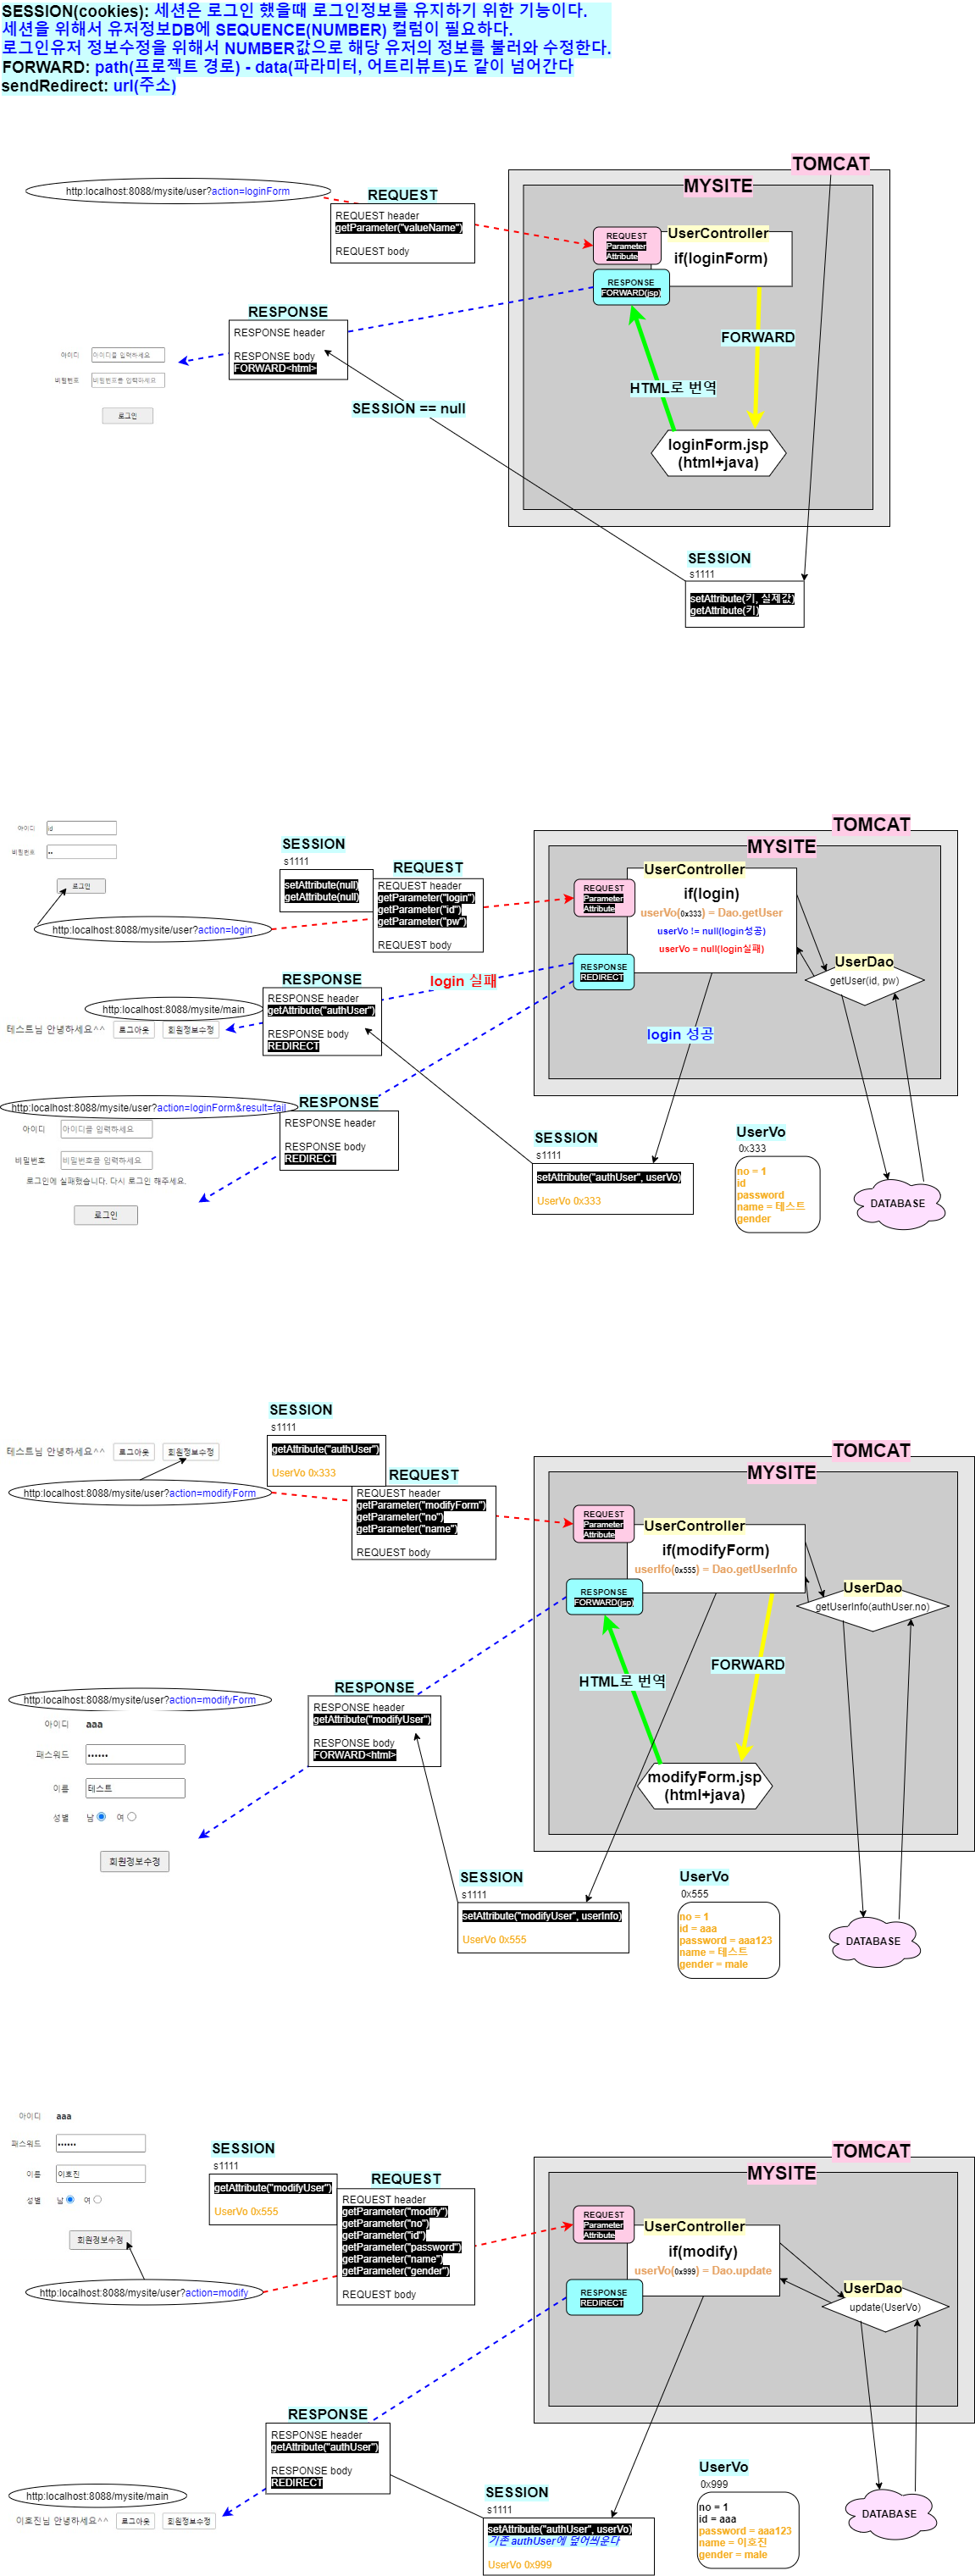 SESSION(cookies): 세션은 로그인 했을때 로그인정보를 유지하기 위한 기능이다.
세션을 위해서 유저정보DB에 SEQUENCE(NUMBER) 컬럼이 필요하다.
로그인유저 정보수정을 위해서 NUMBER값으로 해당 유저의 정보를 불러와 수정한다.
FORWARD: path(프로젝트 경로) - data(파라미터, 어트리뷰트)도 같이 넘어간다
sendRedirect: url(주소)
TOMCAT
MYSITE
http:localhost:8088/mysite/user?action=loginForm
REQUEST
REQUEST header
getParameter("valueName")
REQUEST body
REQUEST
Parameter
Attribute
UserController
if(loginForm)
RESPONSE
FORWARD(jsp)
RESPONSE
RESPONSE header
RESPONSE body
FORWARD<html>
FORWARD
HTML로 번역
아이디
아이디를 입력하세요
비밀번호
비밀번호를 입력하세요
로그인
SESSION == null
loginForm.jsp
(html+java)
SESSION
s1111
setAttribute(키, 실제값)
getAttribute(키)
아이디
id
비밀번호
••
로그인
http:localhost:8088/mysite/user?action=login
SESSION
s1111
setAttribute(null)
getAttribute(null)
REQUEST
REQUEST header
getParameter("login")
getParameter("id")
getParameter("pw")
REQUEST body
TOMCAT
MYSITE
UserController
REQUEST
Parameter
Attribute
if(login)
userVo(0x333) = Dao.getUser
userVo != null(login성공)
userVo = null(login실패)
RESPONSE
REDIRECT
UserDao
getUser(id, pw)
login 실패
login 성공
RESPONSE
RESPONSE header
getAttribute("authUser")
RESPONSE body
REDIRECT
http:localhost:8088/mysite/main
테스트님 안녕하세요^^
로그아웃
회원정보수정
http:localhost:8088/mysite/user?action=loginForm&result=fail
RESPONSE
RESPONSE header
RESPONSE body
REDIRECT
아이디
아이디를 입력하세요
비밀번호
비밀번호를 입력하세요
로그인에 실패했습니다. 다시 로그인 해주세요.
로그인
SESSION
s1111
setAttribute("authUser", userVo)
UserVo 0x333
UserVo
0x333
no = 1
id
password
name = 테스트
gender
DATABASE
테스트님 안녕하세요^^
로그아웃
회원정보수정
http:localhost:8088/mysite/user?action=modifyForm
SESSION
s1111
getAttribute("authUser")
UserVo 0x333
REQUEST
REQUEST header
getParameter("modifyForm")
getParameter("no")
getParameter("name")
REQUEST body
TOMCAT
MYSITE
REQUEST
Parameter
Attribute
UserController
if(modifyForm)
userIfo(0x555) = Dao.getUserInfo
RESPONSE
FORWARD(jsp)
UserDao
getUserInfo(authUser.no)
FORWARD
HTML로 번역
modifyForm.jsp
(html+java)
RESPONSE
RESPONSE header
getAttribute("modifyUser")
RESPONSE body
FORWARD<html>
http:localhost:8088/mysite/user?action=modifyForm
아이디
aaa
패스워드
••••••
이름
테스트
성별
남
여
회원정보수정
SESSION
s1111
setAttribute("modifyUser", userInfo)
UserVo 0x555
UserVo
0x555
no = 1
id = aaa
password = aaa123
name = 테스트
gender = male
DATABASE
아이디
aaa
패스워드
••••••
이름
이호진
성별
남
여
회원정보수정
http:localhost:8088/mysite/user?action=modify
SESSION
s1111
getAttribute("modifyUser")
UserVo 0x555
REQUEST
REQUEST header
getParameter("modify")
getParameter("no")
getParameter("id")
getParameter("password")
getParameter("name")
getParameter("gender")
REQUEST body
TOMCAT
MYSITE
REQUEST
Parameter
Attribute
UserController
if(modify)
userVo(0x999) = Dao.update
RESPONSE
REDIRECT
UserDao
update(UserVo)
RESPONSE
RESPONSE header
getAttribute("authUser")
RESPONSE body
REDIRECT
http:localhost:8088/mysite/main
이호진님 안녕하세요^^
로그아웃
회원정보수정
SESSION
s1111
setAttribute("authUser", userVo)
기존 authUser에 덮어씌운다
UserVo 0x999
UserVo
0x999
no = 1
id = aaa
password = aaa123
name = 이호진
gender = male
DATABASE